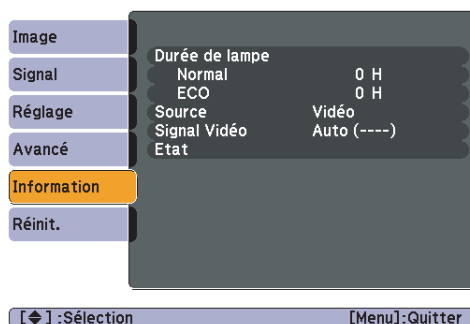 Image
Signal
Réglage
Avancé
Information
Réinit.
Durée de lampe
Normal 0 H
ECO 0 H
Source Vidéo
Signal Vidéo Auto (----)
Etat
[◆] :Sélection [Menu]:Quitter